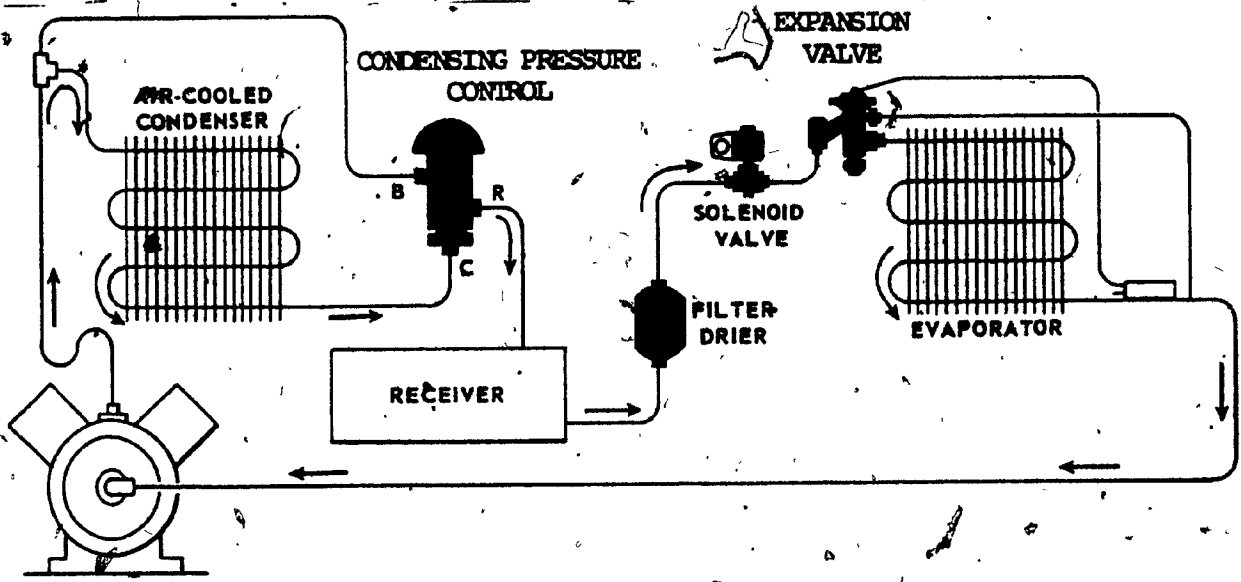 EXPANSION
VALVE
CONDENSING PRESSURE
CONTROL
AIR-COOLED
CONDENSER
B
R
C
SOLENOID
VALVE
FILTER-
DRIER
EVAPORATOR
RECEIVER